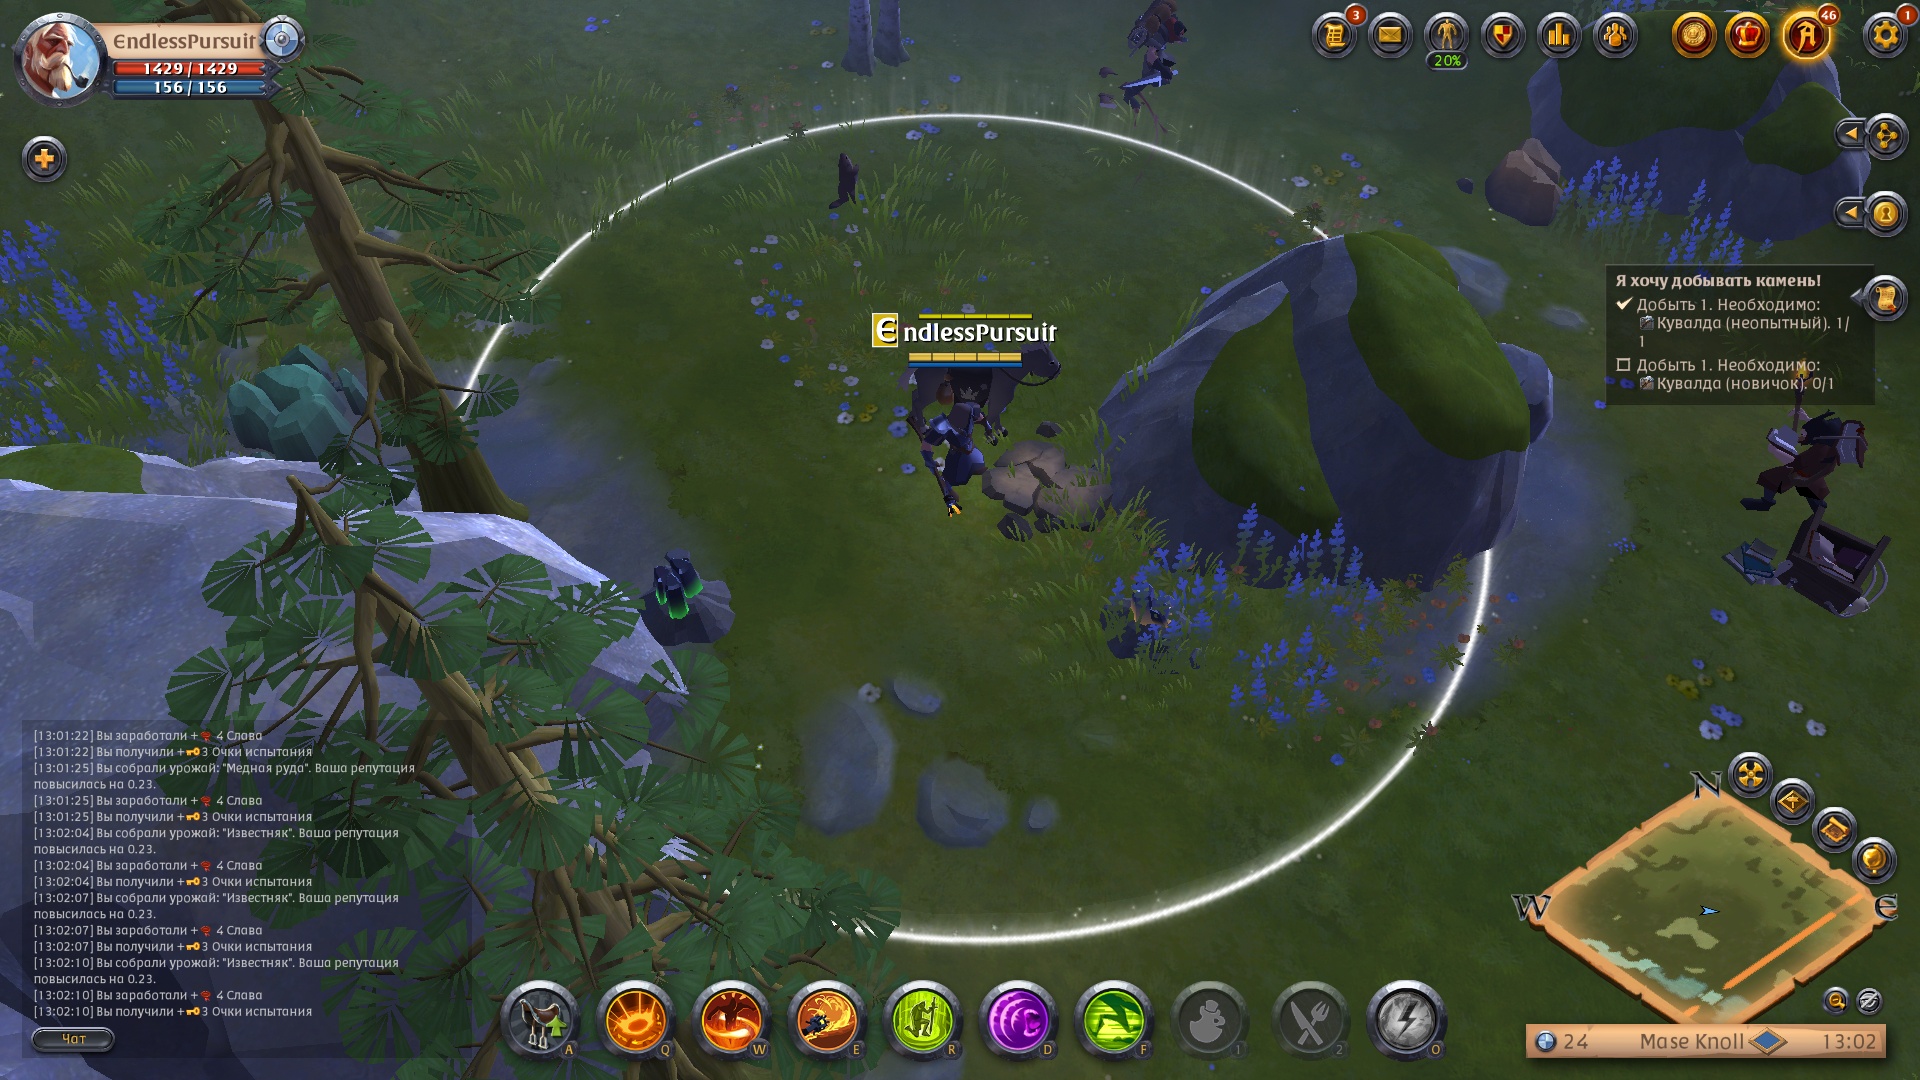 EndlessPursuit
1429 / 1429
156 / 156
3
20%
46
1
Я хочу добывать камень!
Добыть 1. Необходимо:
Кувалда (неопытный). 1/
1
Добыть 1. Необходимо:
Кувалда (новичок). 0/1
EndlessPursuit
[13:01:22] Вы заработали + 4 Слава
[13:01:22] Вы получили + 3 Очки испытания
[13:01:25] Вы собрали урожай: "Медная руда". Ваша репутация
повысилась на 0.23.
[13:01:25] Вы заработали + 4 Слава
[13:01:25] Вы получили + 3 Очки испытания
[13:02:04] Вы собрали урожай: "Известняк". Ваша репутация
повысилась на 0.23.
[13:02:04] Вы заработали + 4 Слава
[13:02:04] Вы получили + 3 Очки испытания
[13:02:07] Вы собрали урожай: "Известняк". Ваша репутация
повысилась на 0.23.
[13:02:07] Вы заработали + 4 Слава
[13:02:07] Вы получили + 3 Очки испытания
[13:02:10] Вы собрали урожай: "Известняк". Ваша репутация
повысилась на 0.23.
[13:02:10] Вы заработали + 4 Слава
[13:02:10] Вы получили + 3 Очки испытания
Чат
A
Q
W
E
R
D
F
1
2
O
N
W
E
24 Mase Knoll 13:02